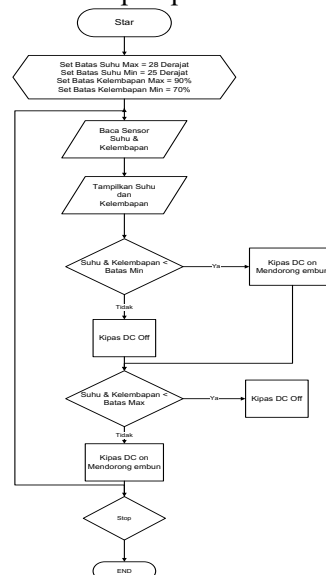 Star
Set Batas Suhu Max = 28 Derajat
Set Batas Suhu Min = 25 Derajat
Set Batas Kelembapan Max = 90%
Set Batas Kelembapan Min = 70%
Baca Sensor
Suhu &
Kelembapan
Tampilkan Suhu
dan
Kelembapan
Suhu & Kelembapan <
Batas Min
Ya
Kipas DC on
Mendorong embun
Tidak
Kipas DC Off
Suhu & Kelembapan <
Batas Max
Ya
Kipas DC Off
Tidak
Kipas DC on
Mendorong embun
Stop
END